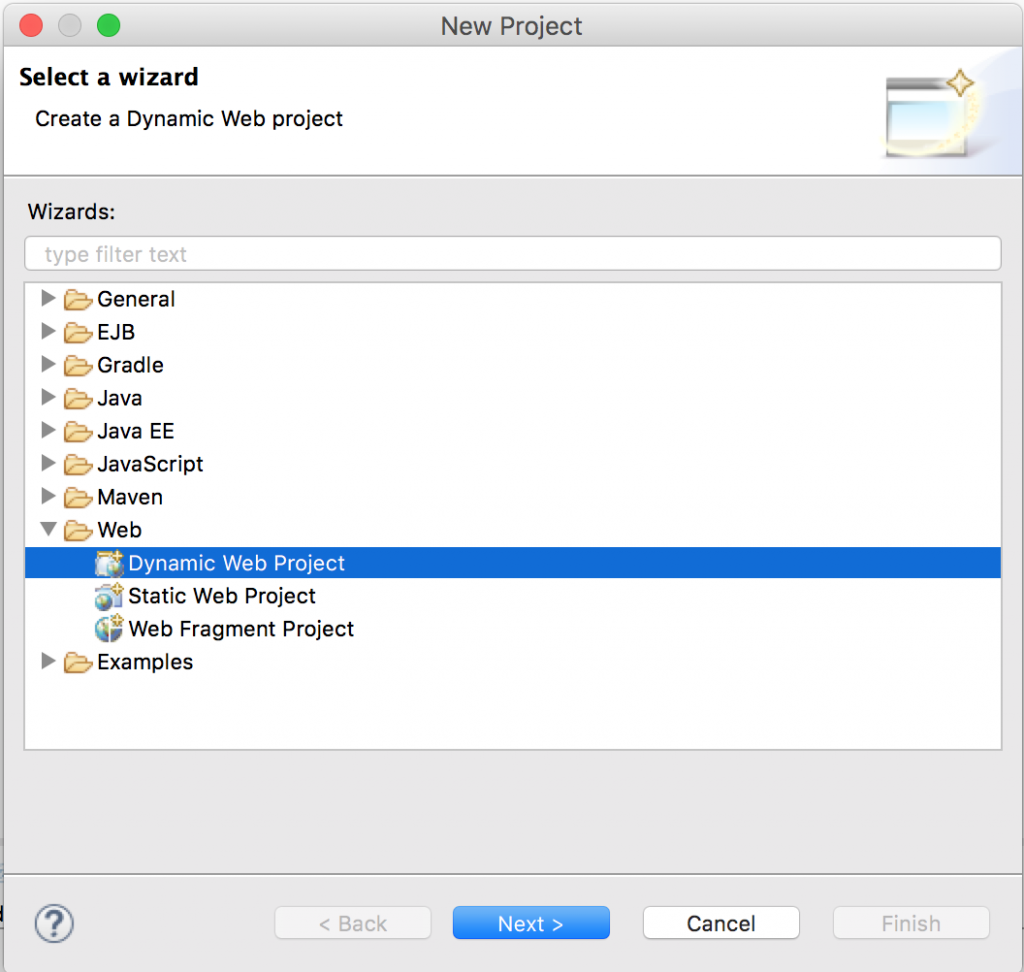 New Project
Select a wizard
Create a Dynamic Web project
Wizards:
type filter text
General
EJB
Gradle
Java
Java EE
JavaScript
Maven
Web
Dynamic Web Project
Static Web Project
Web Fragment Project
Examples
? < Back Next > Cancel Finish